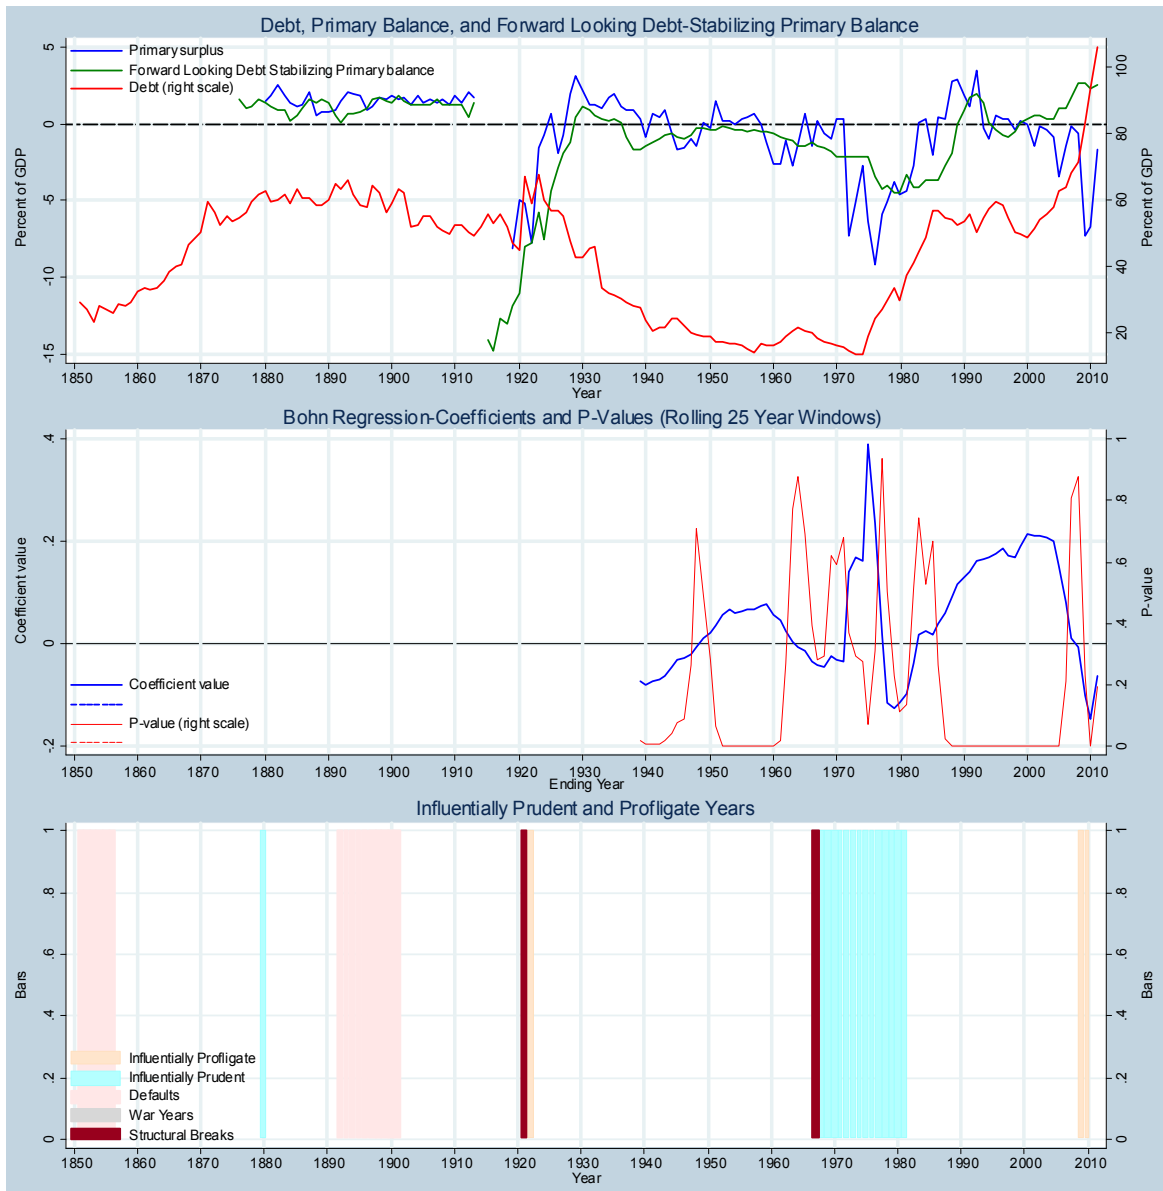 Debt, Primary Balance, and Forward Looking Debt-Stabilizing Primary Balance
Primary surplus
Forward Looking Debt Stabilizing Primary balance
Debt (right scale)
Percent of GDP
5
0
-5
-10
-15
Percent of GDP
100
80
60
40
20
1850 1860 1870 1880 1890 1900 1910 1920 1930 1940 1950 1960 1970 1980 1990 2000 2010
Year
Bohn Regression-Coefficients and P-Values (Rolling 25 Year Windows)
Coefficient value
.4
.2
0
-.2
P-value
1
.8
.6
.4
.2
0
Coefficient value
P-value (right scale)
1850 1860 1870 1880 1890 1900 1910 1920 1930 1940 1950 1960 1970 1980 1990 2000 2010
Ending Year
Influentially Prudent and Profligate Years
Bars
1
.8
.6
.4
.2
0
Bars
1
.8
.6
.4
.2
0
Influentially Profligate
Influentially Prudent
Defaults
War Years
Structural Breaks
1850 1860 1870 1880 1890 1900 1910 1920 1930 1940 1950 1960 1970 1980 1990 2000 2010
Year